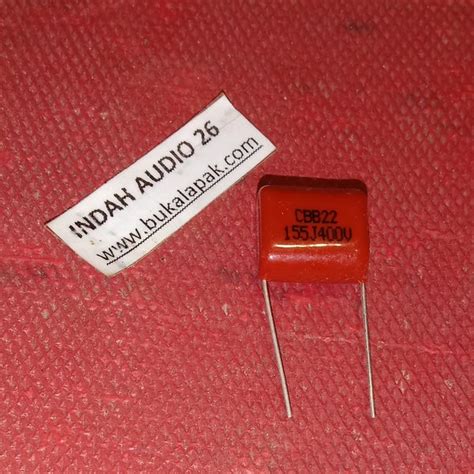 INDAH AUDIO 26
www.bukalapak.com
CBB22
155J400V